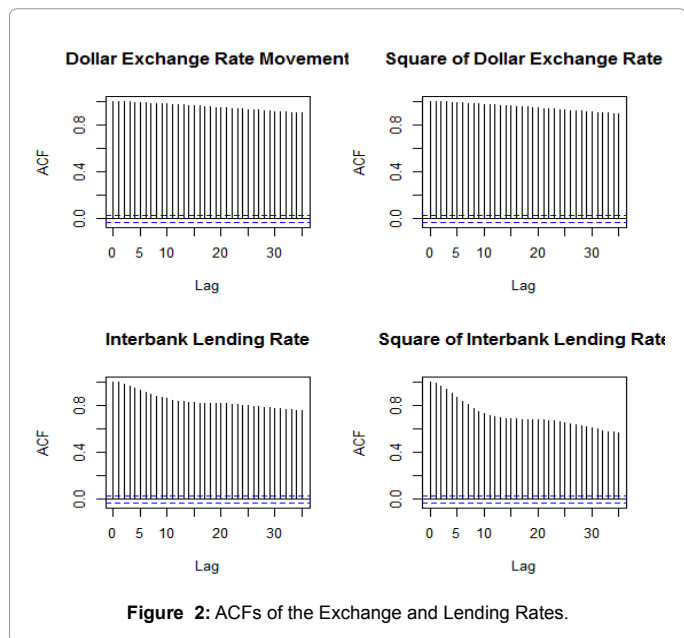 Dollar Exchange Rate Movement
ACF
0.0 0.4 0.8
0 5 10 20 30
Lag
Square of Dollar Exchange Rate
ACF
0.0 0.4 0.8
0 5 10 20 30
Lag
Interbank Lending Rate
ACF
0.0 0.4 0.8
0 5 10 20 30
Lag
Square of Interbank Lending Rate
ACF
0.0 0.4 0.8
0 5 10 20 30
Lag
Figure 2: ACFs of the Exchange and Lending Rates.